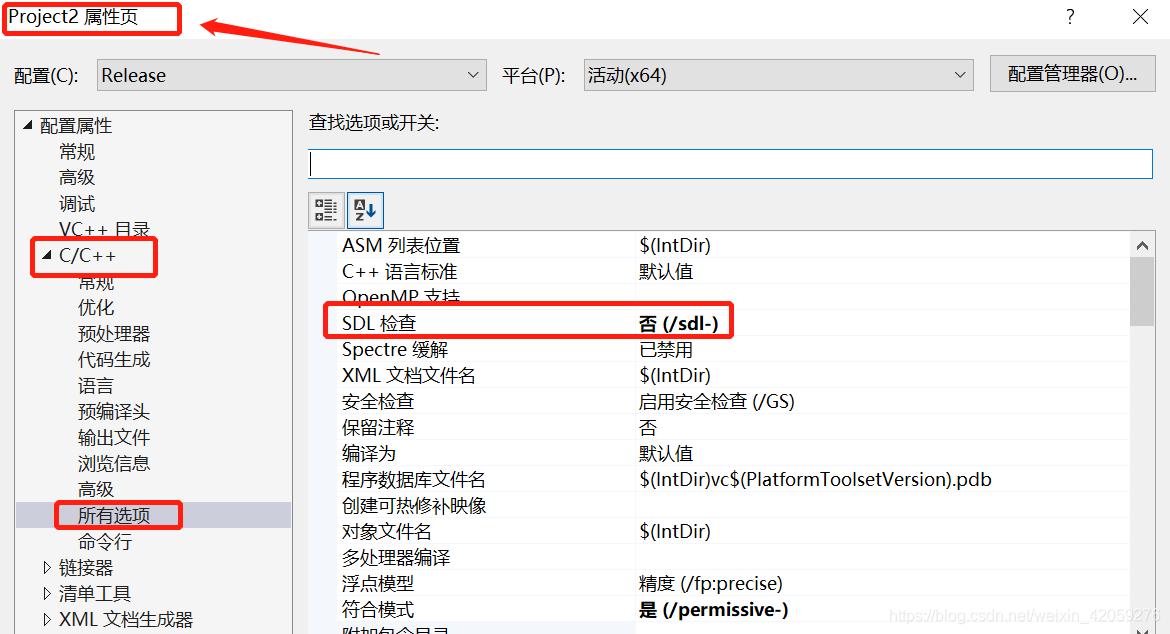 Project2 属性页
?
配置(C):
Release
平台(P):
活动(x64)
配置管理器(O)...
配置属性
常规
高级
调试
VC++ 目录
C/C++
常规
优化
预处理器
代码生成
语言
预编译头
输出文件
浏览信息
高级
所有选项
命令行
链接器
清单工具
XML 文档生成器
查找选项或开关:
ASM 列表位置 $(IntDir)
C++ 语言标准 默认值
OpenMP 支持
SDL 检查 否 (/sdl-)
Spectre 缓解 已禁用
XML 文档文件名 $(IntDir)
安全检查 启用安全检查 (/GS)
保留注释 否
编译为 默认值
程序数据库文件名 $(IntDir)vc$(PlatformToolsetVersion).pdb
创建可热修补映像
对象文件名 $(IntDir)
多处理器编译
浮点模型 精度 (/fp:precise)
符合模式 是 (/permissive-)
附加包含目录
https://blog.csdn.net/weixin_42059276